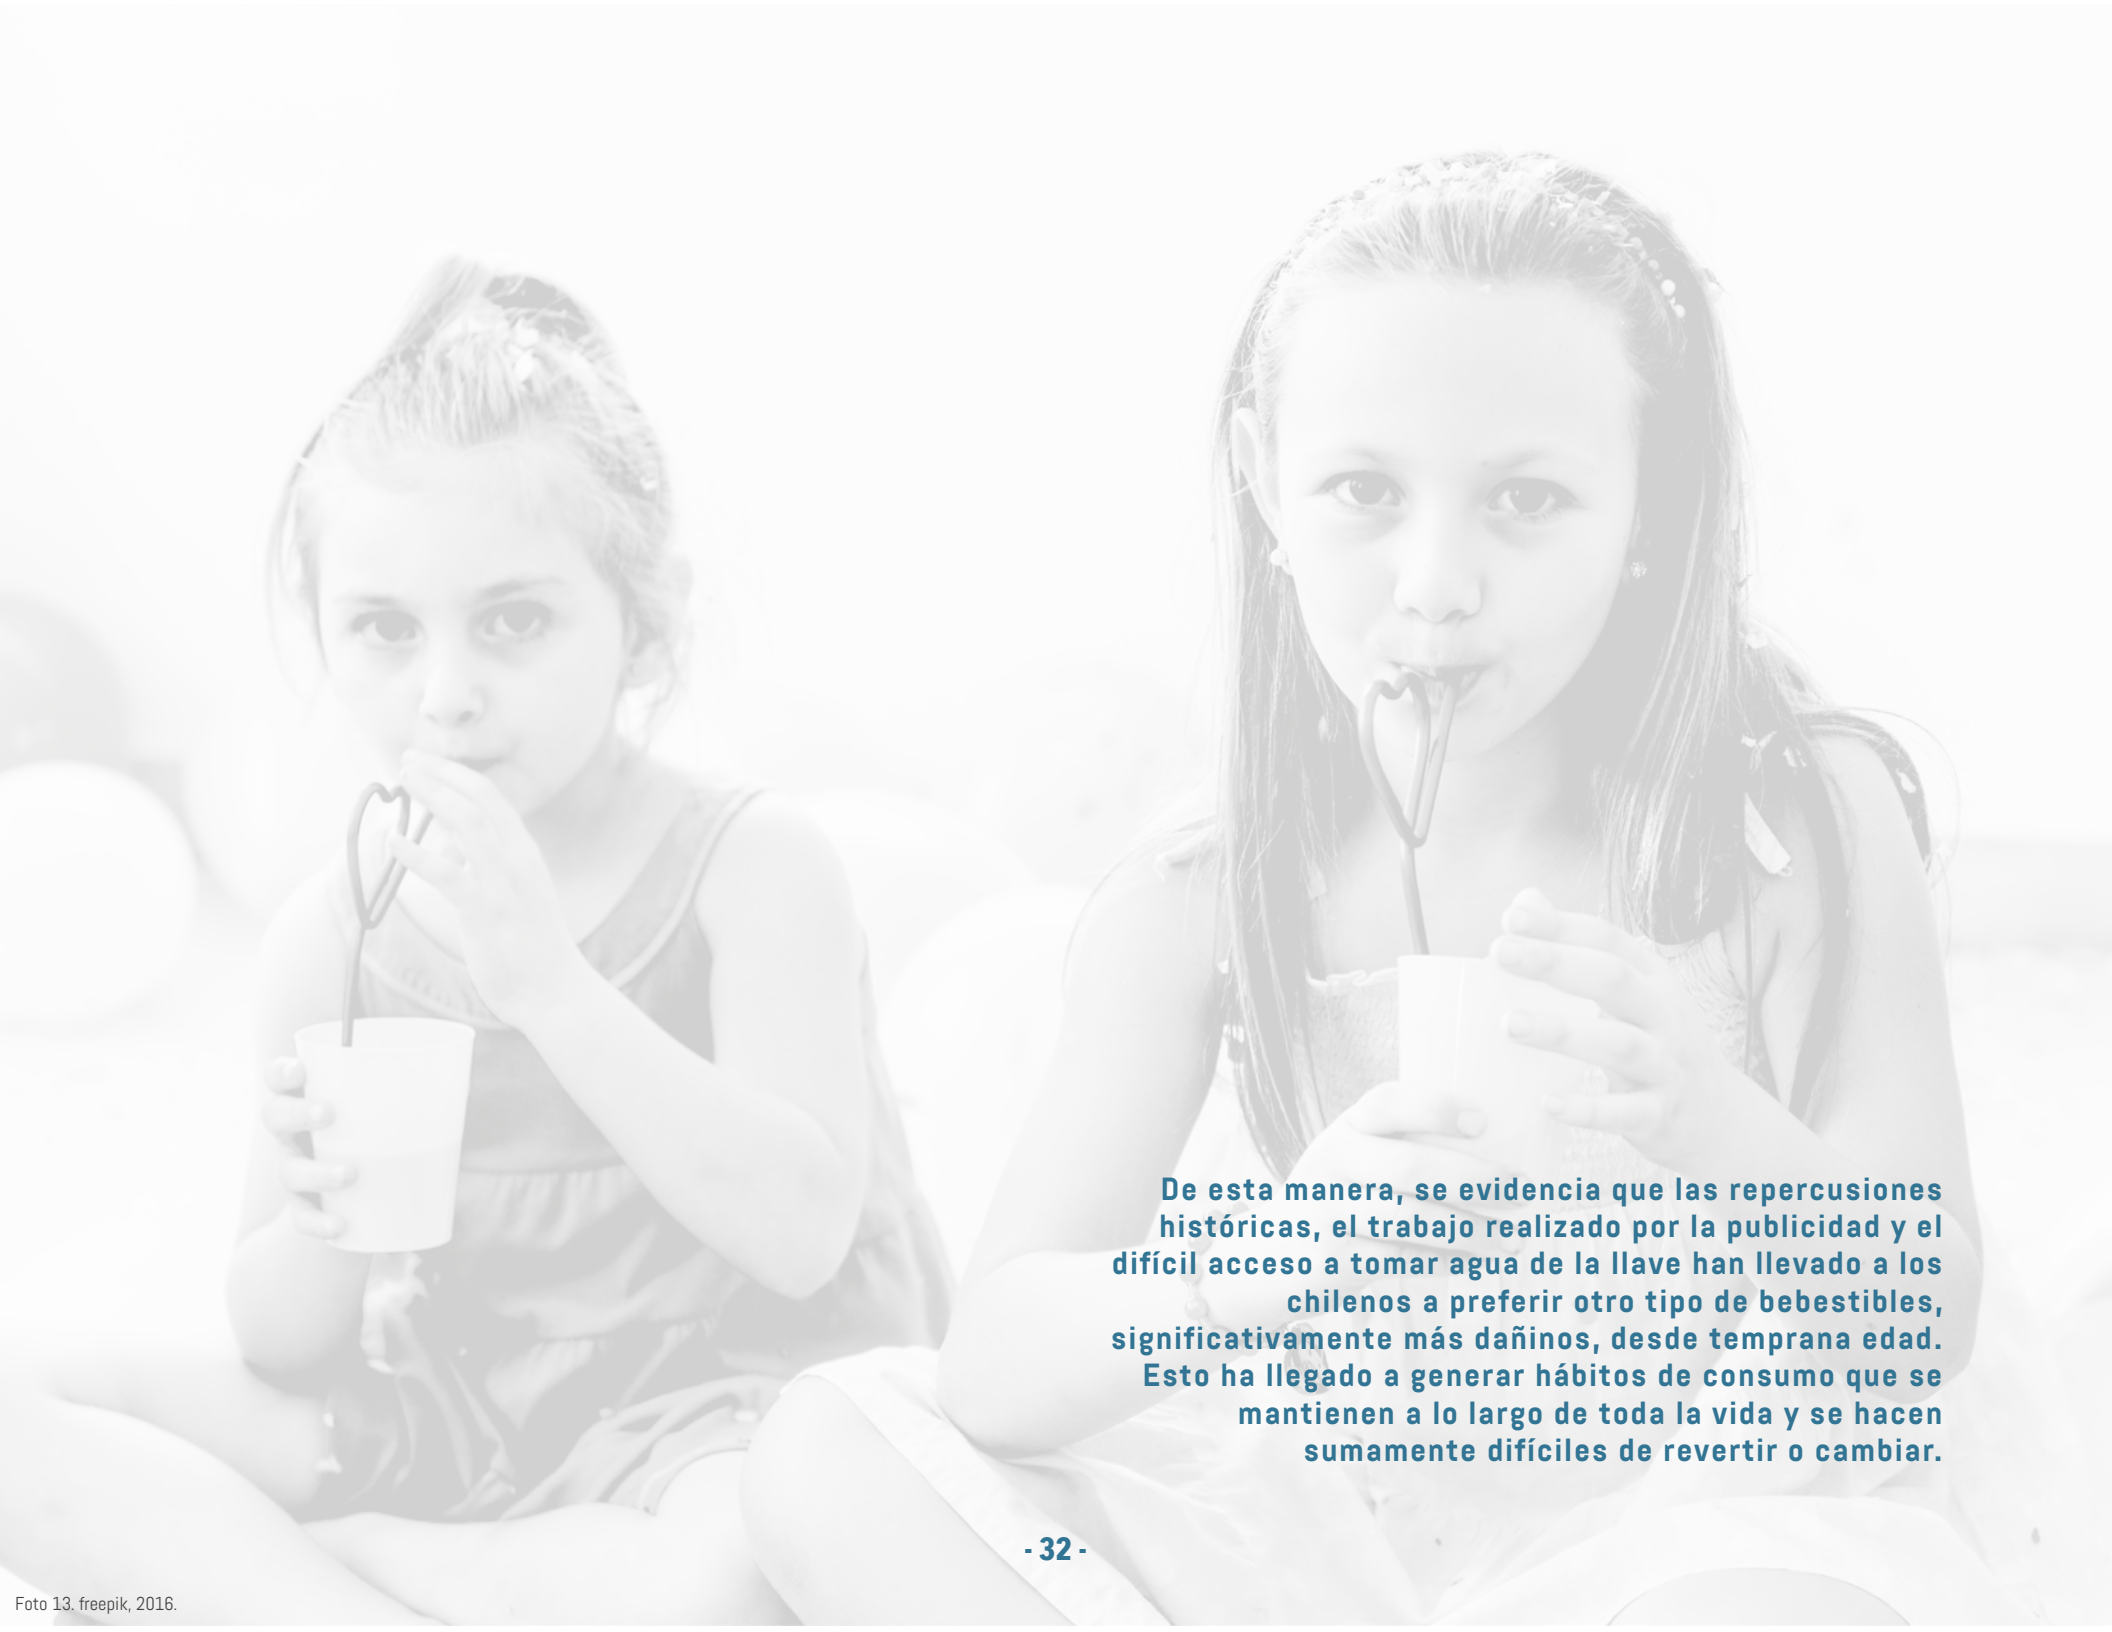 De esta manera, se evidencia que las repercusiones
históricas, el trabajo realizado por la publicidad y el
difícil acceso a tomar agua de la llave han llevado a los
chilenos a preferir otro tipo de bebestibles,
significativamente más dañinos, desde temprana edad.
Esto ha llegado a generar hábitos de consumo que se
mantienen a lo largo de toda la vida y se hacen
sumamente difíciles de revertir o cambiar.
- 32 -
Foto 13. freepik, 2016.